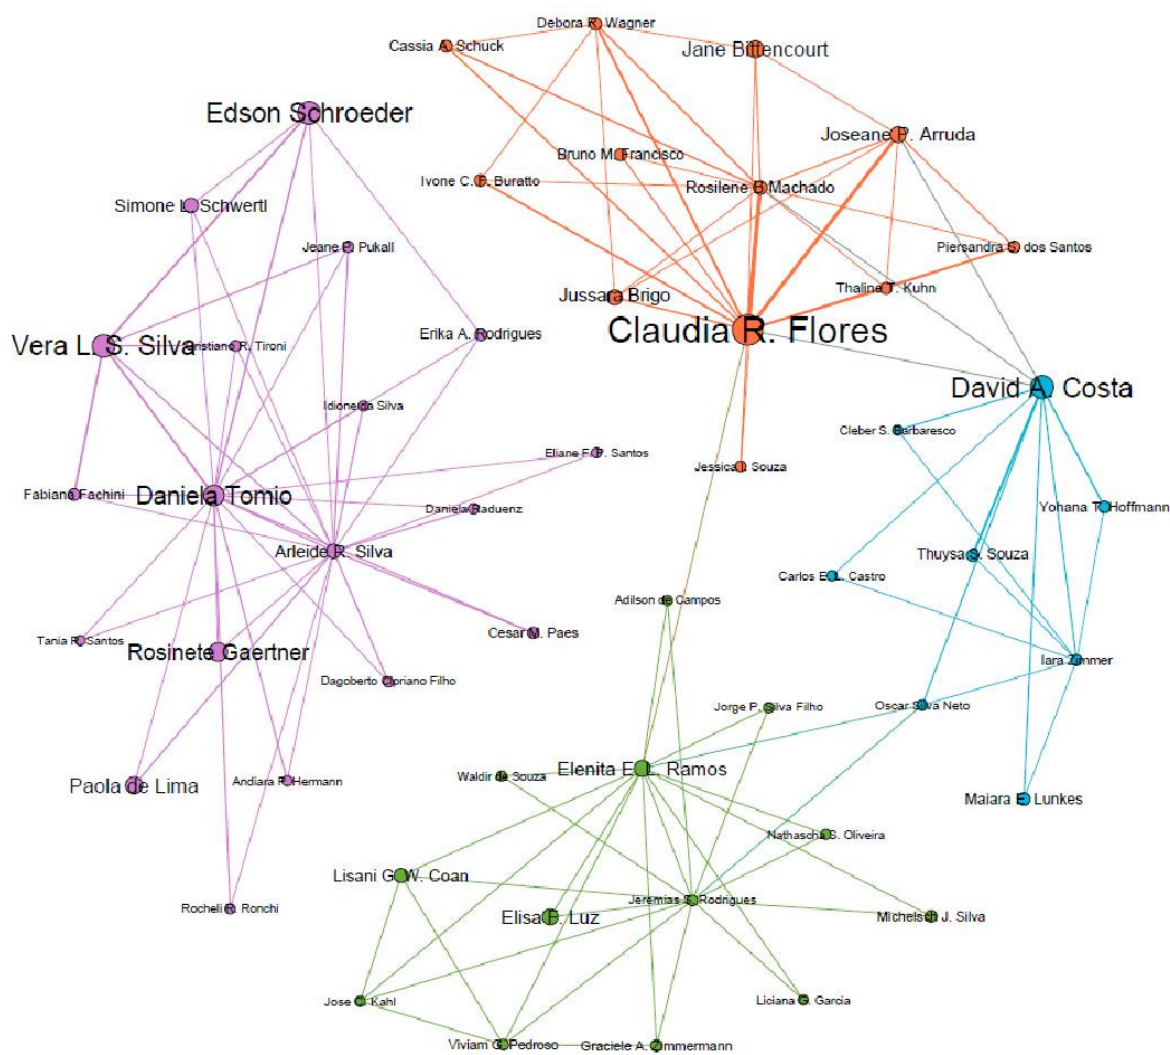 Debora R. Wagner
Cassia A. Schuck
Jane Bittencourt
Edson Schroeder
Joseane P. Arruda
Bruno M. Francisco
Ivone C. P. Buratto
Rosilene B Machado
Simone L. Schwertl
Jeane P. Pukall
Piersandra S. dos Santos
Thaline T. Kuhn
Jussara Brigo
Claudia R. Flores
Erika A. Rodrigues
Vera L. S. Silva
Cristiano R. Tironi
David A. Costa
Idioneida Silva
Cleber S. Barbaresco
Eliane F. P. Santos
Jessica I. Souza
Fabiana Fachini
Daniela Tomio
Daniela Raduenz
Yohana T. Hoffmann
Arleide R. Silva
Thuysa S. Souza
Carlos E. L. Castro
Adilson de Campos
Cesar M. Paes
Tania R. Santos
Rosinete Gaertner
Ilara Zimmer
Dagoberto Cipriano Filho
Jorge P. Silva Filho
Oscar Silva Neto
Elenita E. L. Ramos
Waldir de Souza
Paola de Lima
Andiara P. Hermann
Maiara E. Lunkes
Nathascha S. Oliveira
Lisani G. W. Coan
Jeremias S. Rodrigues
Rocheli R. Ronchi
Elisa F. Luz
Michelsch J. Silva
Jose C. Kahl
Liciana G. Garcia
Viviam G. Pedroso
Graciele A. Zimmermann